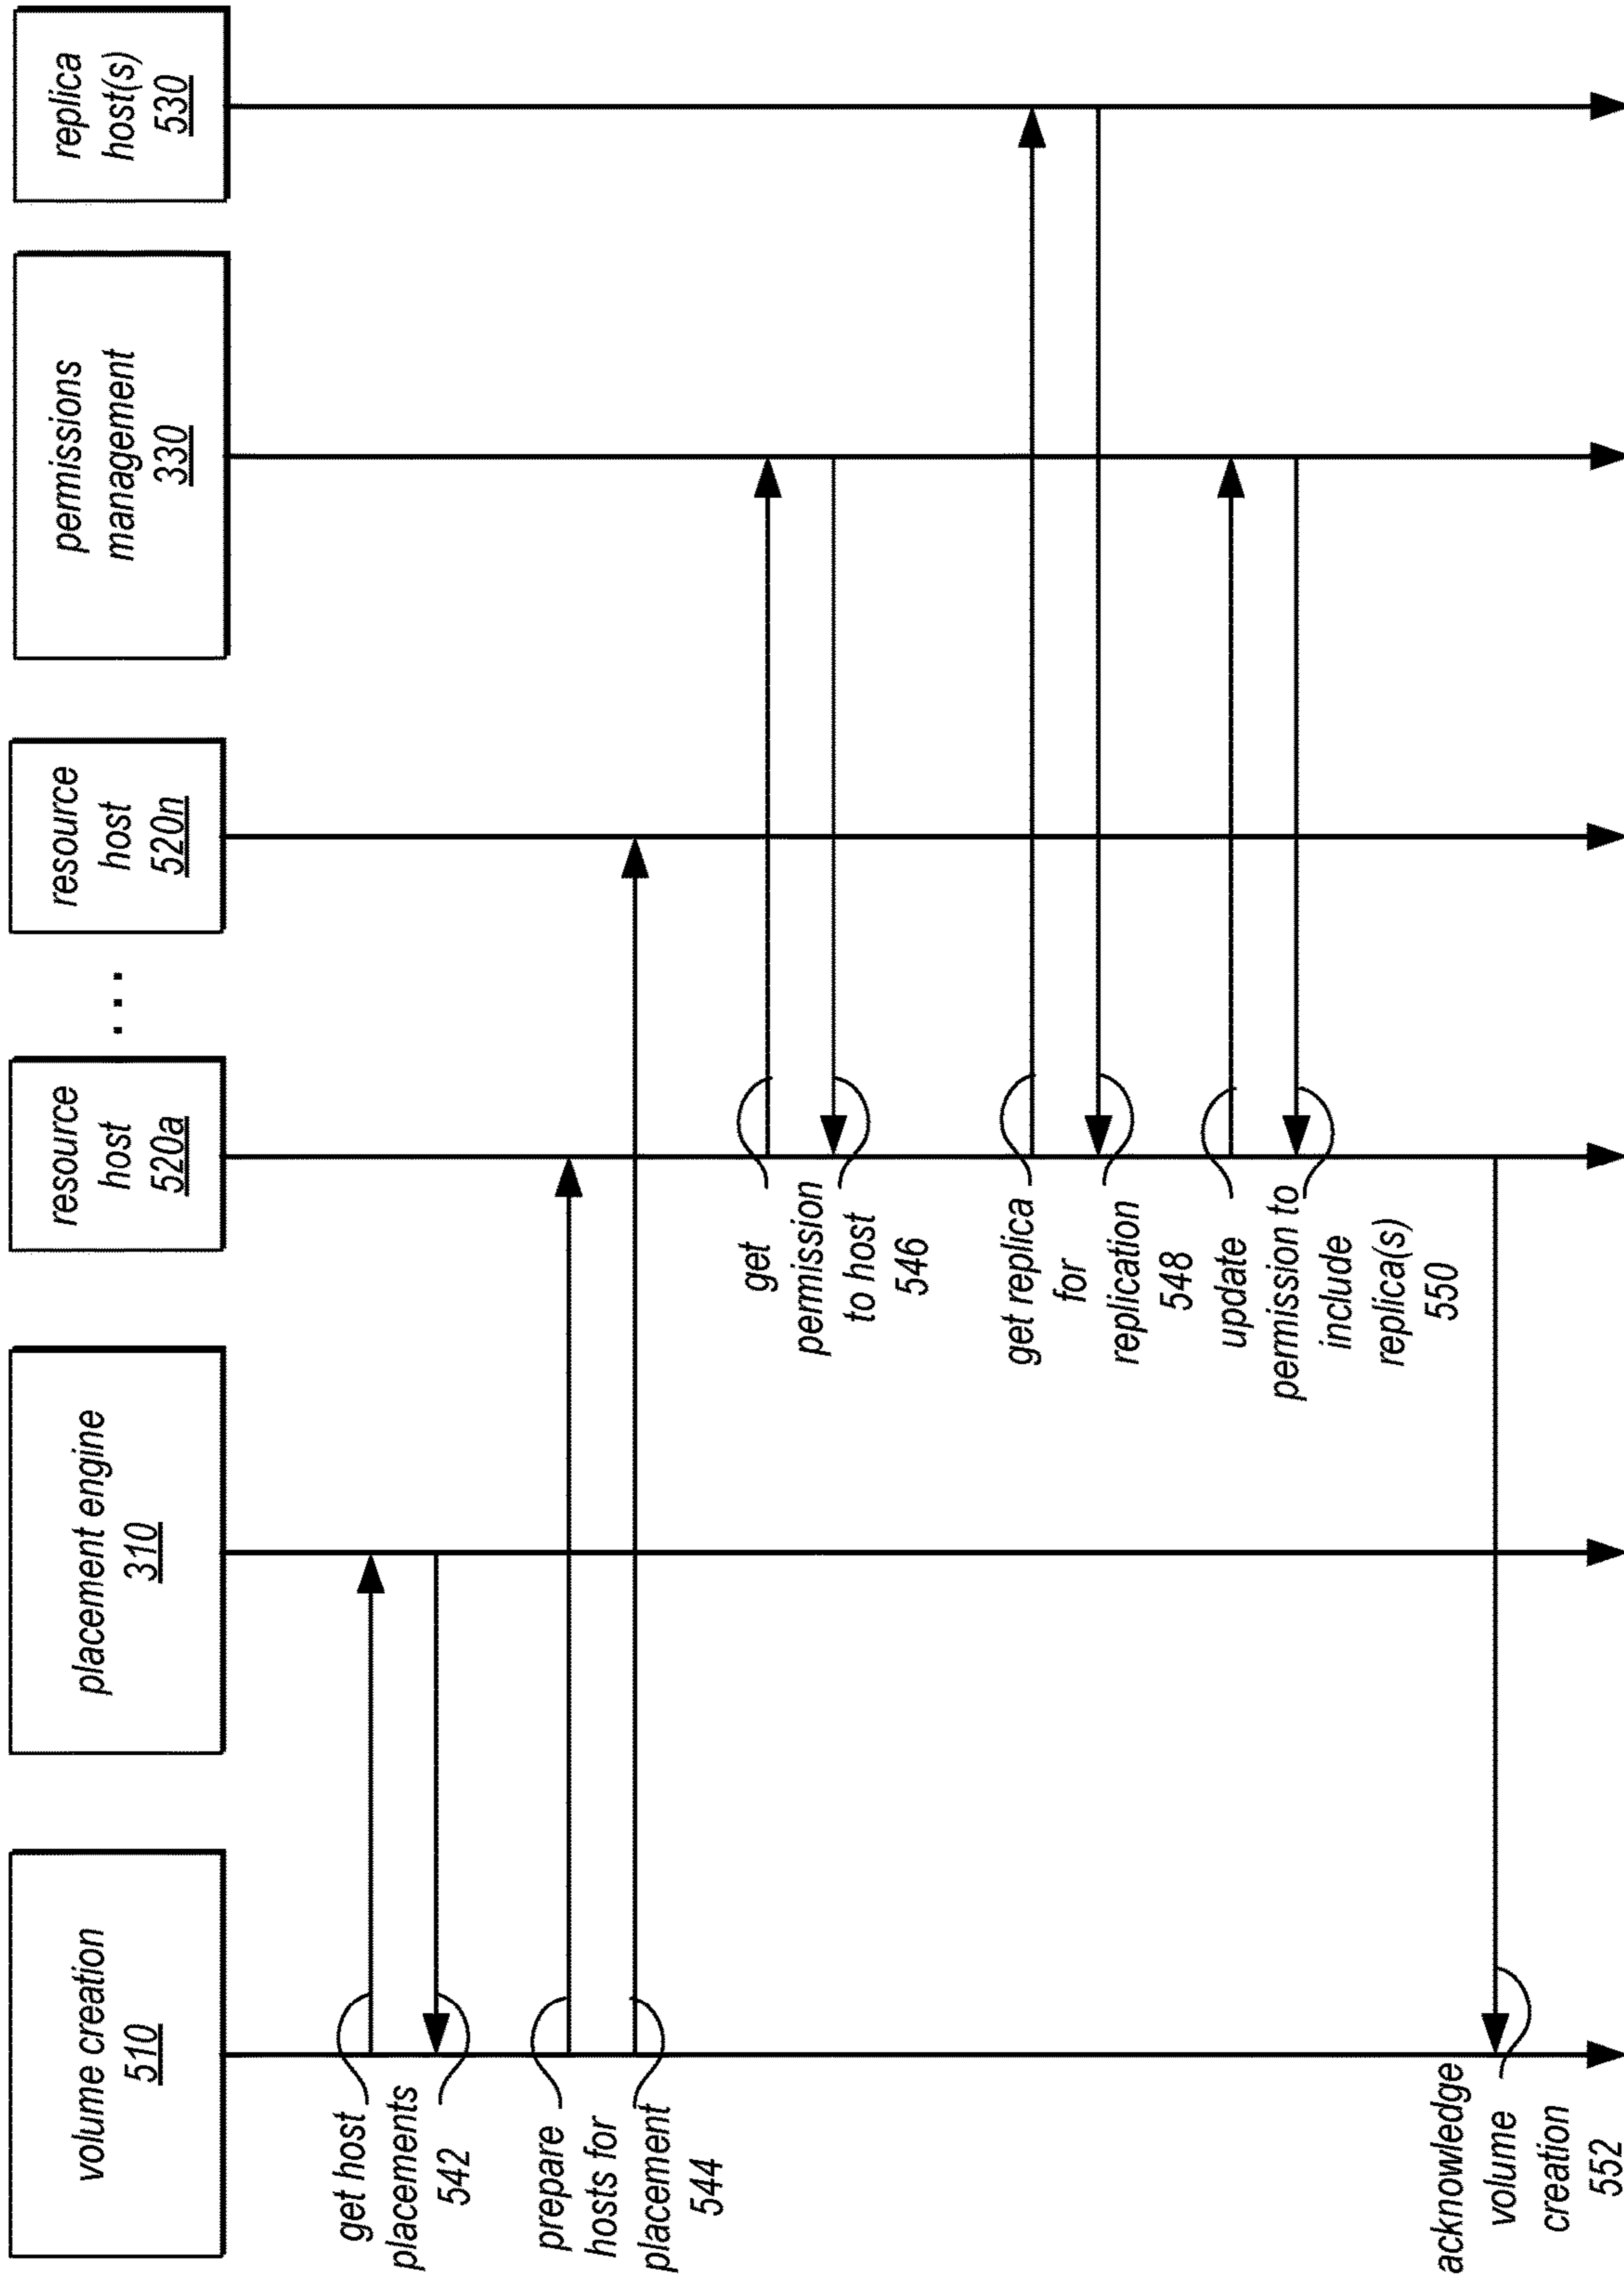 volume creation
510
placement engine
310
resource
host
520a
. . .
resource
host
520n
permissions
management
330
replica
host(s)
530
get host
placements
542
prepare
hosts for
placement
544
get
permission
to host
546
get replica
for
replication
548
update
permission to
include
replica(s)
550
acknowledge
volume
creation
552